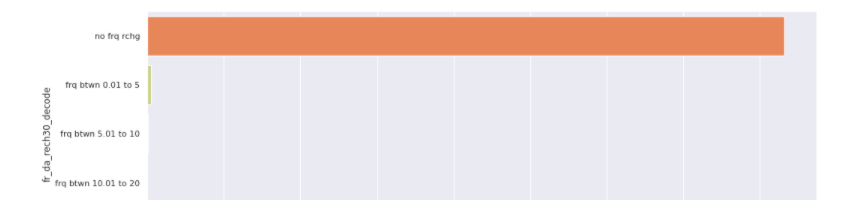 no frq rchg
frq btwn 0.01 to 5
frq btwn 5.01 to 10
frq btwn 10.01 to 20
fr_da_rech30_decode